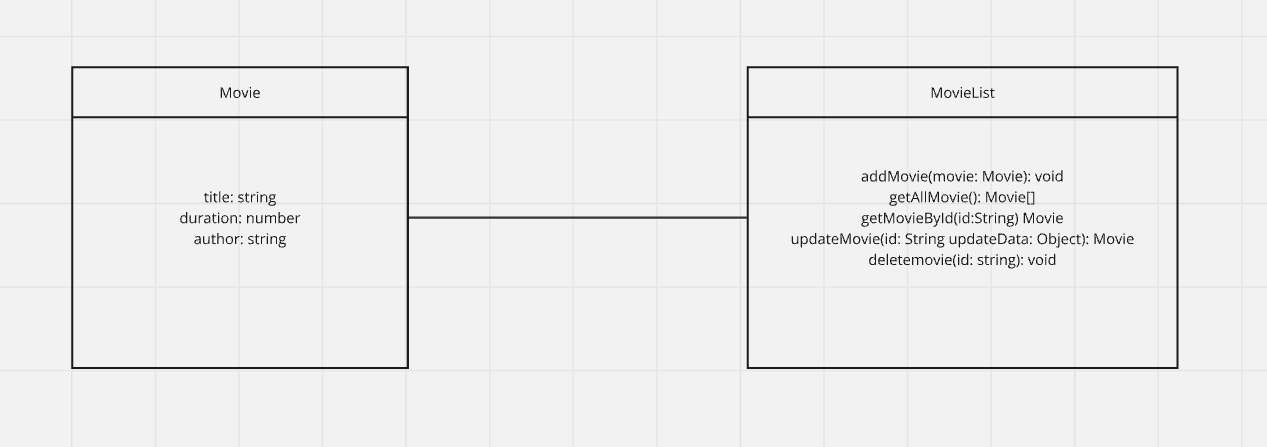 Movie
title: string
duration: number
author: string
MovieList
addMovie(movie: Movie): void
getAllMovie(): Movie[]
getMovieById(id:String) Movie
updateMovie(id: String updateData: Object): Movie
deletemovie(id: string): void